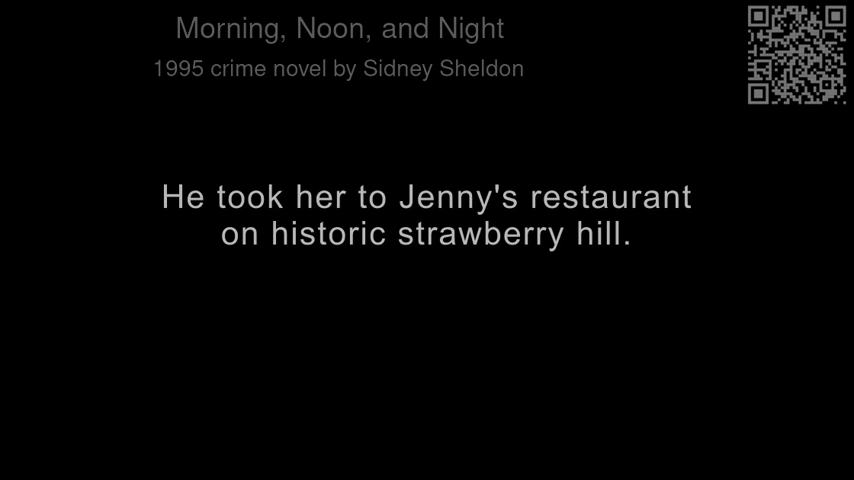 Morning, Noon, and Night
1995 crime novel by Sidney Sheldon
He took her to Jenny's restaurant
on historic strawberry hill.